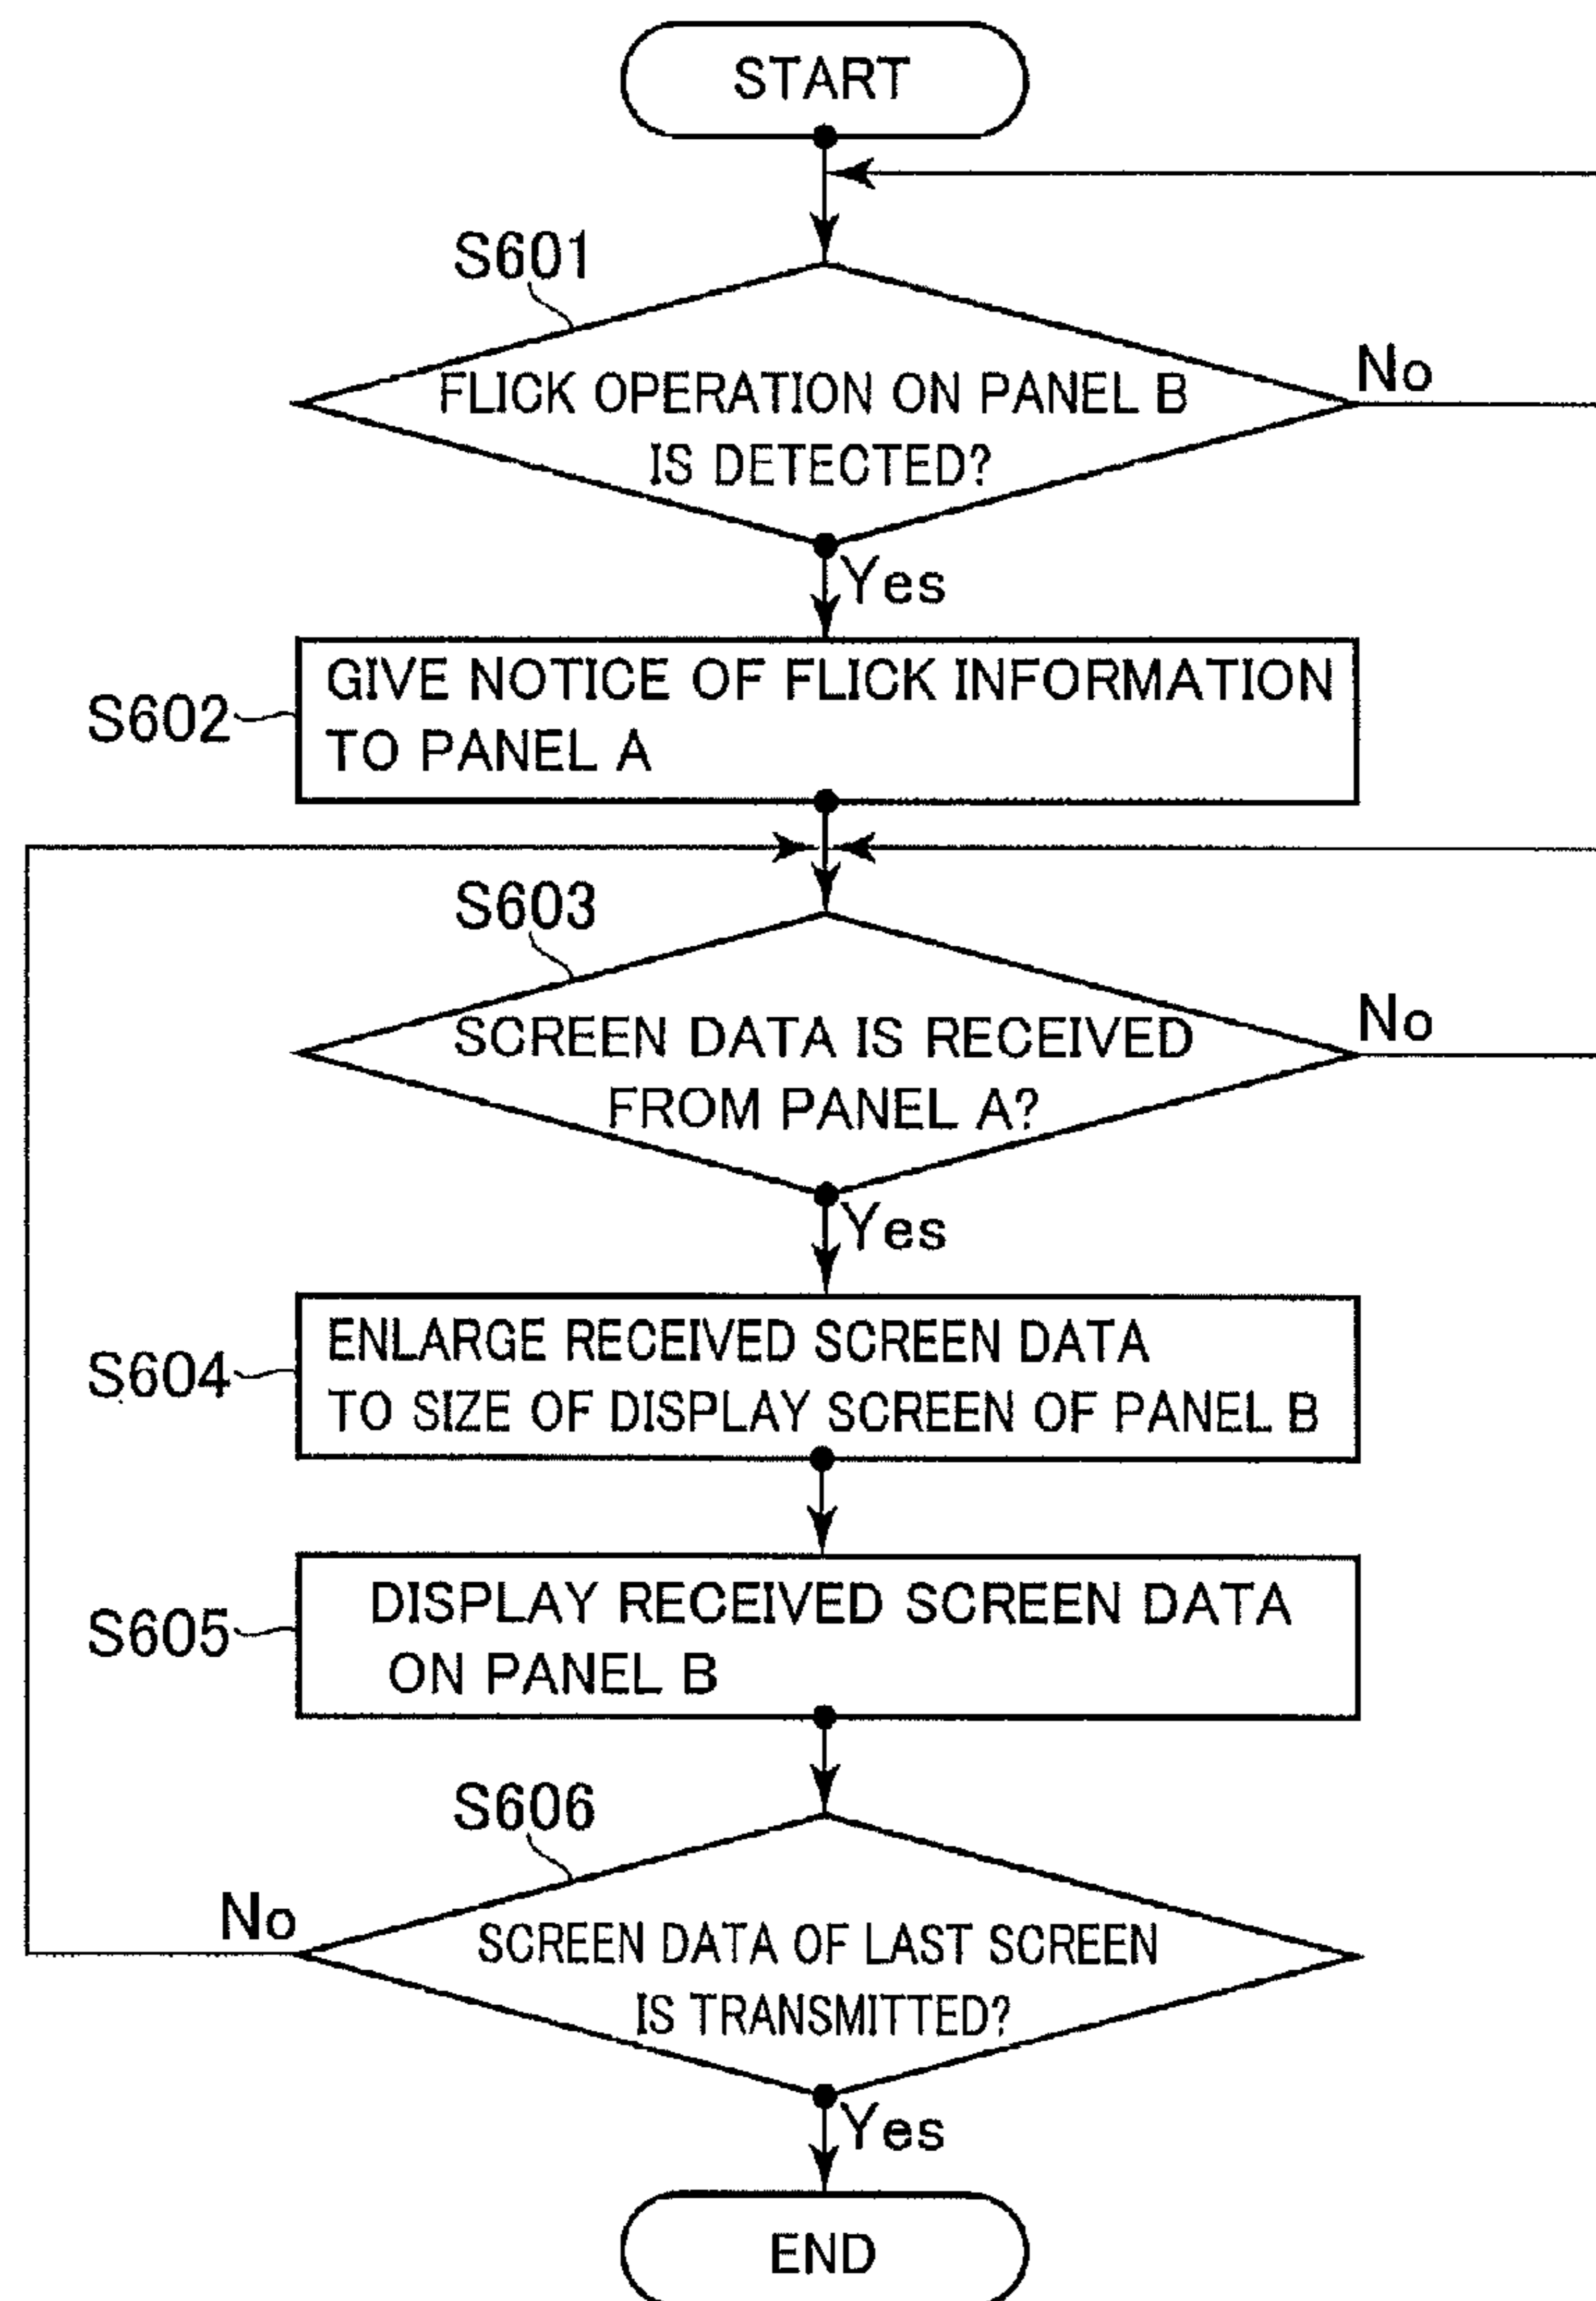 START
S601
FLICK OPERATION ON PANEL B
IS DETECTED?
No
Yes
S602
GIVE NOTICE OF FLICK INFORMATION
TO PANEL A
S603
SCREEN DATA IS RECEIVED
FROM PANEL A?
No
Yes
S604
ENLARGE RECEIVED SCREEN DATA
TO SIZE OF DISPLAY SCREEN OF PANEL B
S605
DISPLAY RECEIVED SCREEN DATA
ON PANEL B
S606
No
SCREEN DATA OF LAST SCREEN
IS TRANSMITTED?
Yes
END